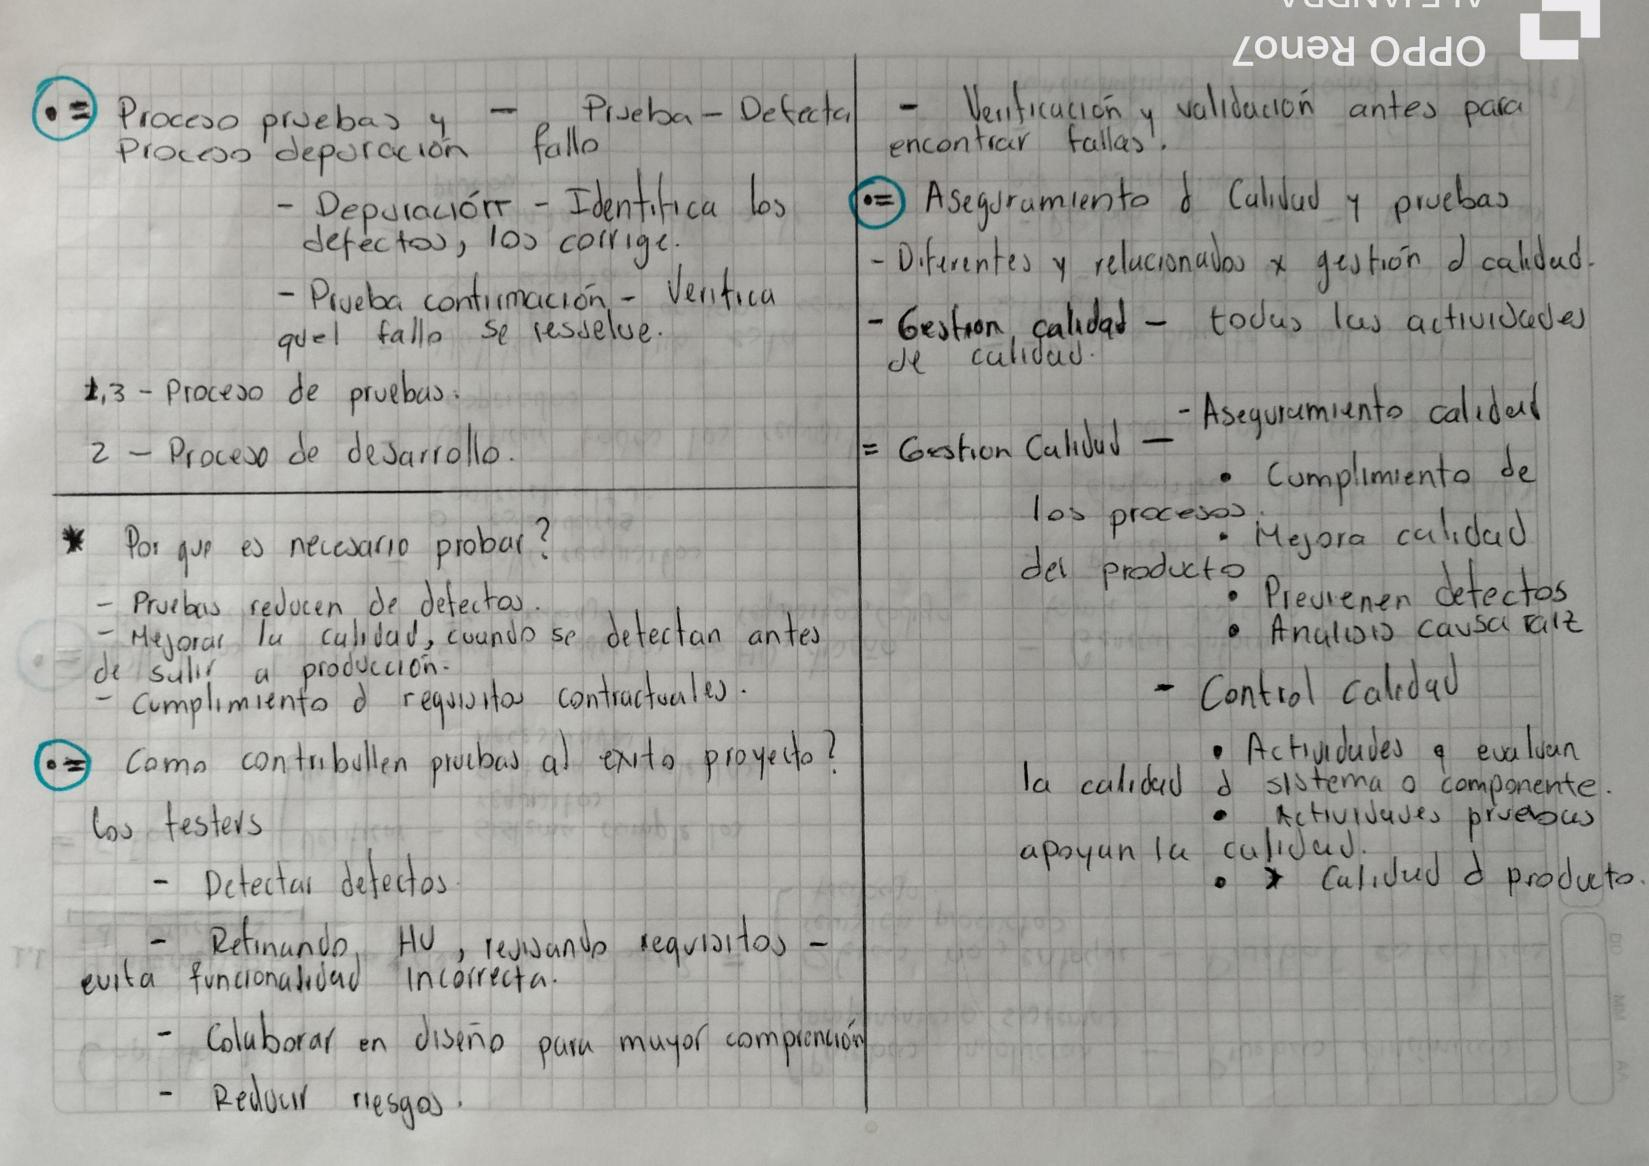 •= Proceso pruebas y — Prueba – Detecta
Proceso depuración fallo
- Depuración - Identifica los
defectos, los corrige.
- Prueba confirmación - Verifica
quel fallo se resuelve.
1,3 - Proceso de pruebas.
2 - Proceso de desarrollo.
* Por que es necesario probar?
- Pruebas reducen de defectos.
- Mejorar la calidad, cuando se detectan antes
de salir a producción.
- Cumplimiento d requisitos contractuales.
•= Como contribullen pruebas al exito proyecto?
Los testers
- Detectar defectos
- Refinando HU, revisando requisitos -
evita funcionalidad incorrecta.
- Colaborar en diseño para mayor comprención
- Reducir riesgos.
- Verificación y validación antes para
encontrar fallas.
•= Aseguramiento d Calidad y pruebas
- Diferentes y relacionados x gestión d calidad.
- Gestion calidad - todas las actividades
de calidad.
= Gestion Calidad — - Aseguramiento calidad
• Cumplimiento de
los procesos.
• Mejora calidad
del producto
• Previenen defectos
• Analisis causa raiz
- Control calidad
• Actividades q evaluan
la calidad d sistema o componente.
• Actividades pruebas
apoyan la calidad.
• * Calidad d producto.
OPPO Reno7
ALEJANDRA